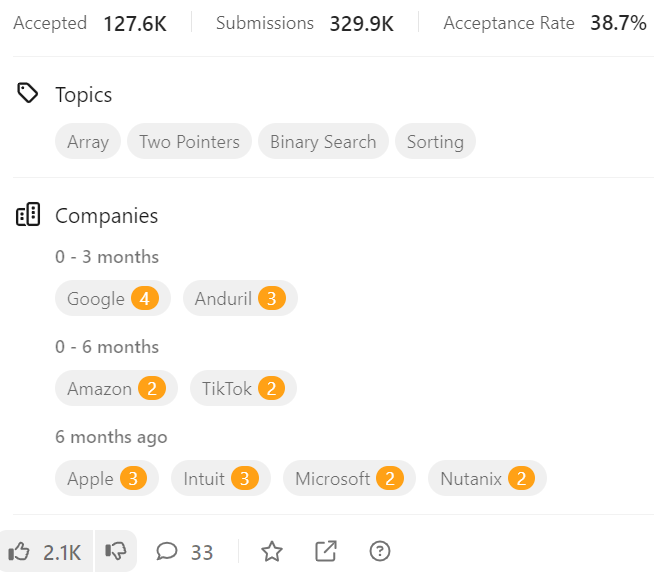 Accepted 127.6K Submissions 329.9K Acceptance Rate 38.7%
Topics
Array Two Pointers Binary Search Sorting
Companies
0 - 3 months
Google 4 Anduril 3
0 - 6 months
Amazon 2 TikTok 2
6 months ago
Apple 3 Intuit 3 Microsoft 2 Nutanix 2
2.1K 33